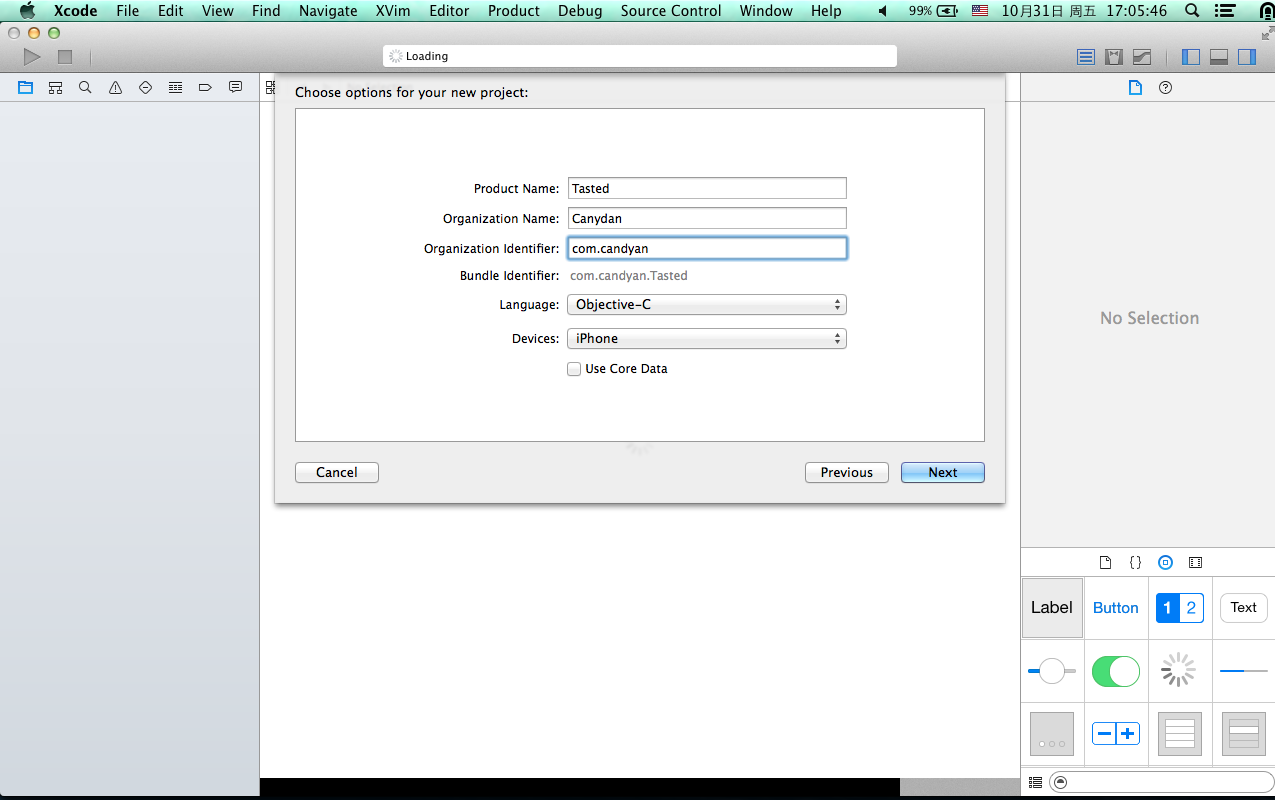 Xcode File Edit View Find Navigate XVim Editor Product Debug Source Control Window Help 99% 10月31日 周五 17:05:46
Loading
Choose options for your new project:
Product Name: Tasted
Organization Name: Canydan
Organization Identifier: com.candyan
Bundle Identifier: com.candyan.Tasted
Language: Objective-C
Devices: iPhone
Use Core Data
Cancel Previous Next
No Selection
{}
Label Button 1 2 Text